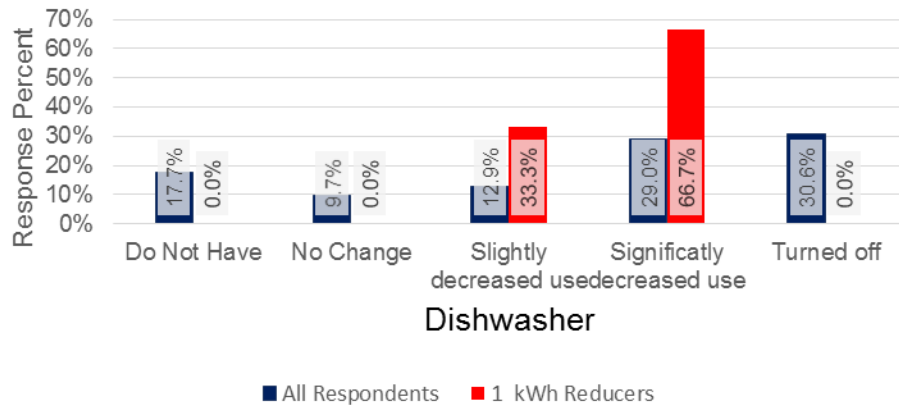 70%
60%
50%
40%
30%
20%
10%
0%
Response Percent
17.7%
0.0%
9.7%
0.0%
12.9%
33.3%
29.0%
66.7%
30.6%
0.0%
Do Not Have
No Change
Slightly
decreased use
Significatly
decreased use
Turned off
Dishwasher
All Respondents
1 kWh Reducers